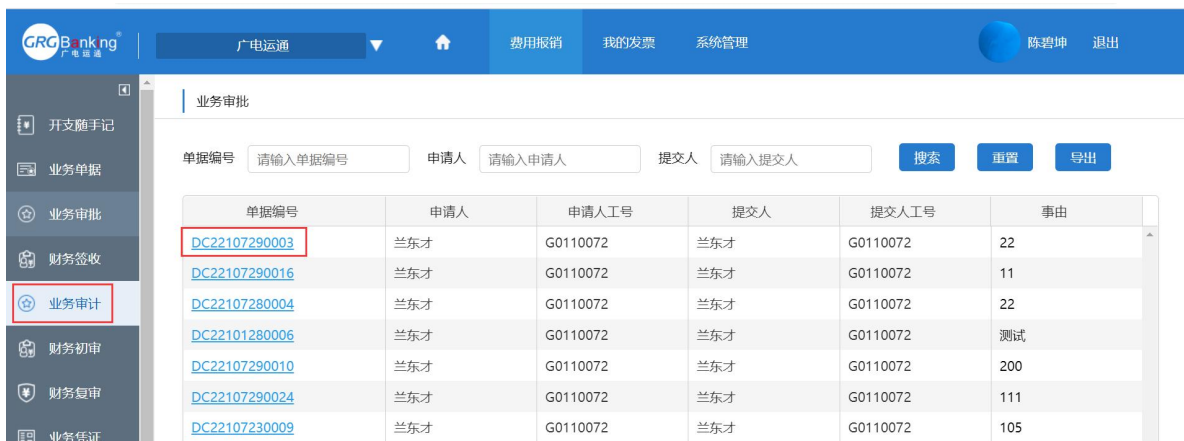 GRGBanking® 广电运通 广电运通 费用报销 我的发票 系统管理 陈碧坤 退出
开支随手记
业务单据
业务审批
财务签收
业务审计
财务初审
财务复审
业务凭证
业务审批
单据编号 请输入单据编号 申请人 请输入申请人 提交人 请输入提交人 搜索 重置 导出
单据编号 申请人 申请人工号 提交人 提交人工号 事由
DC22107290003 兰东才 G0110072 兰东才 G0110072 22
DC22107290016 兰东才 G0110072 兰东才 G0110072 11
DC22107280004 兰东才 G0110072 兰东才 G0110072 22
DC22101280006 兰东才 G0110072 兰东才 G0110072 测试
DC22107290010 兰东才 G0110072 兰东才 G0110072 200
DC22107290024 兰东才 G0110072 兰东才 G0110072 111
DC22107230009 兰东才 G0110072 兰东才 G0110072 105